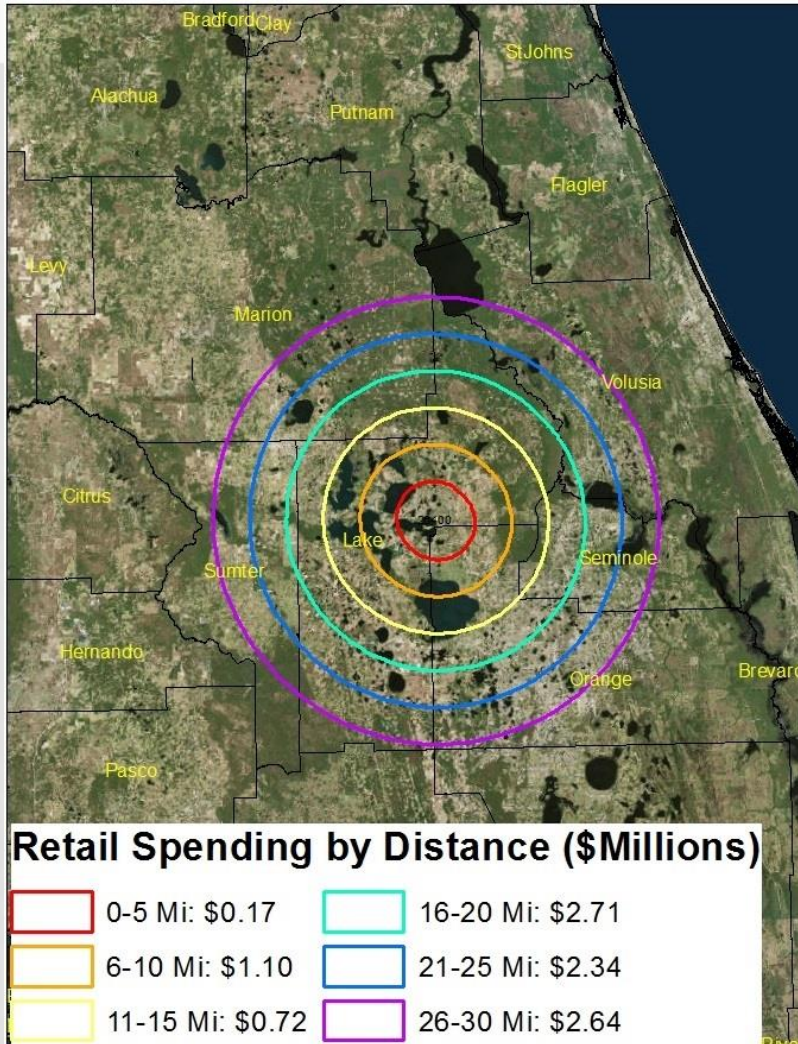 Bradford Clay
St Johns
Alachua
Putnam
Flagler
Levy
Marion
Volusia
Citrus
Lake
Seminole
Sumter
Hernando
Orange
Brevard
Pasco
Retail Spending by Distance ($Millions)
0-5 Mi: $0.17
6-10 Mi: $1.10
11-15 Mi: $0.72
16-20 Mi: $2.71
21-25 Mi: $2.34
26-30 Mi: $2.64